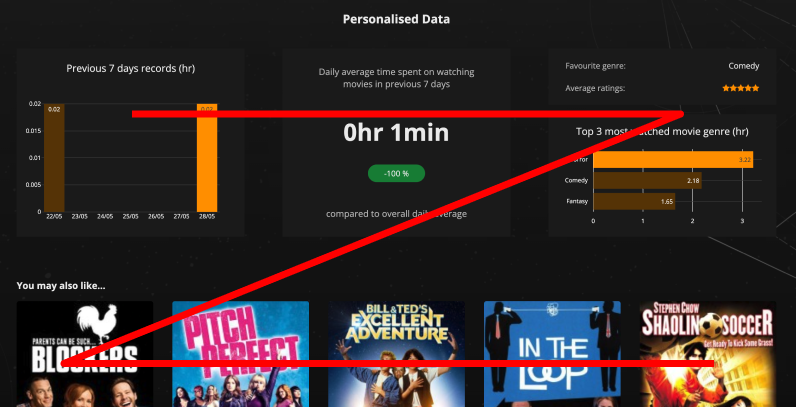 Personalised Data
Previous 7 days records (hr)
0.02
0.015
0.01
0.005
0
0.02
22/05 23/05 24/05 25/05 26/05 27/05 28/05
Daily average time spent on watching
movies in previous 7 days
0hr 1min
-100 %
compared to overall daily average
Favourite genre: Comedy
Average ratings:
Top 3 most watched movie genre (hr)
3.22
Comedy 2.18
Fantasy 1.65
0 1 2 3
You may also like...
PARENTS CAN BE SUCK...
BLOCKERS
PITCH
PERFECT
BILL & TED'S
EXCELLENT
ADVENTURE
IN THE
LOOP
STEPHEN CHOW
SHAOLIN SOCCER
Get Ready To Kick Some Grass!